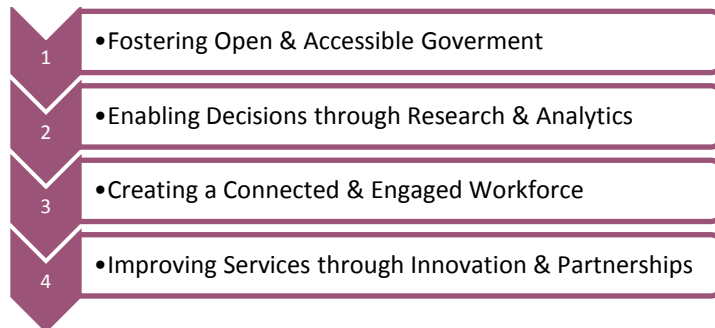 1
•Fostering Open & Accessible Goverment
2
•Enabling Decisions through Research & Analytics
3
•Creating a Connected & Engaged Workforce
4
•Improving Services through Innovation & Partnerships